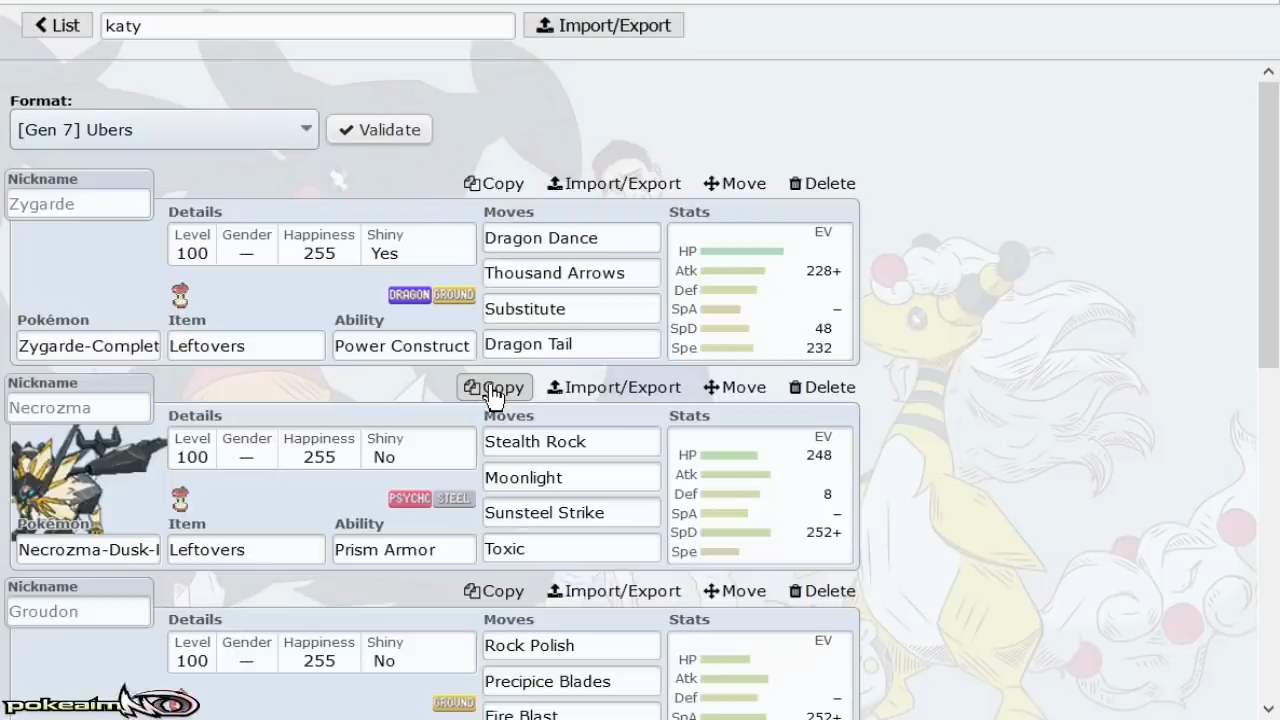 List
katy
Import/Export
Format:
[Gen 7] Ubers
Validate
Nickname
Zygarde
Copy Import/Export Move Delete
Details
Level Gender Happiness Shiny
100 — 255 Yes
DRAGON GROUND
Pokémon Item Ability
Zygarde-Complet Leftovers Power Construct
Moves
Dragon Dance
Thousand Arrows
Substitute
Dragon Tail
Stats
EV
HP
Atk 228+
Def
SpA –
SpD 48
Spe 232
Nickname
Necrozma
Copy Import/Export Move Delete
Details
Level Gender Happiness Shiny
100 — 255 No
PSYCHC STEEL
Pokémon Item Ability
Necrozma-Dusk-I Leftovers Prism Armor
Moves
Stealth Rock
Moonlight
Sunsteel Strike
Toxic
Stats
EV
HP 248
Atk
Def 8
SpA –
SpD 252+
Spe
Nickname
Groudon
Copy Import/Export Move Delete
Details
Level Gender Happiness Shiny
100 — 255 No
GROUND
Moves
Rock Polish
Precipice Blades
Fire Blast
Stats
EV
HP
Atk
Def –
SpA 252+
pokeaim